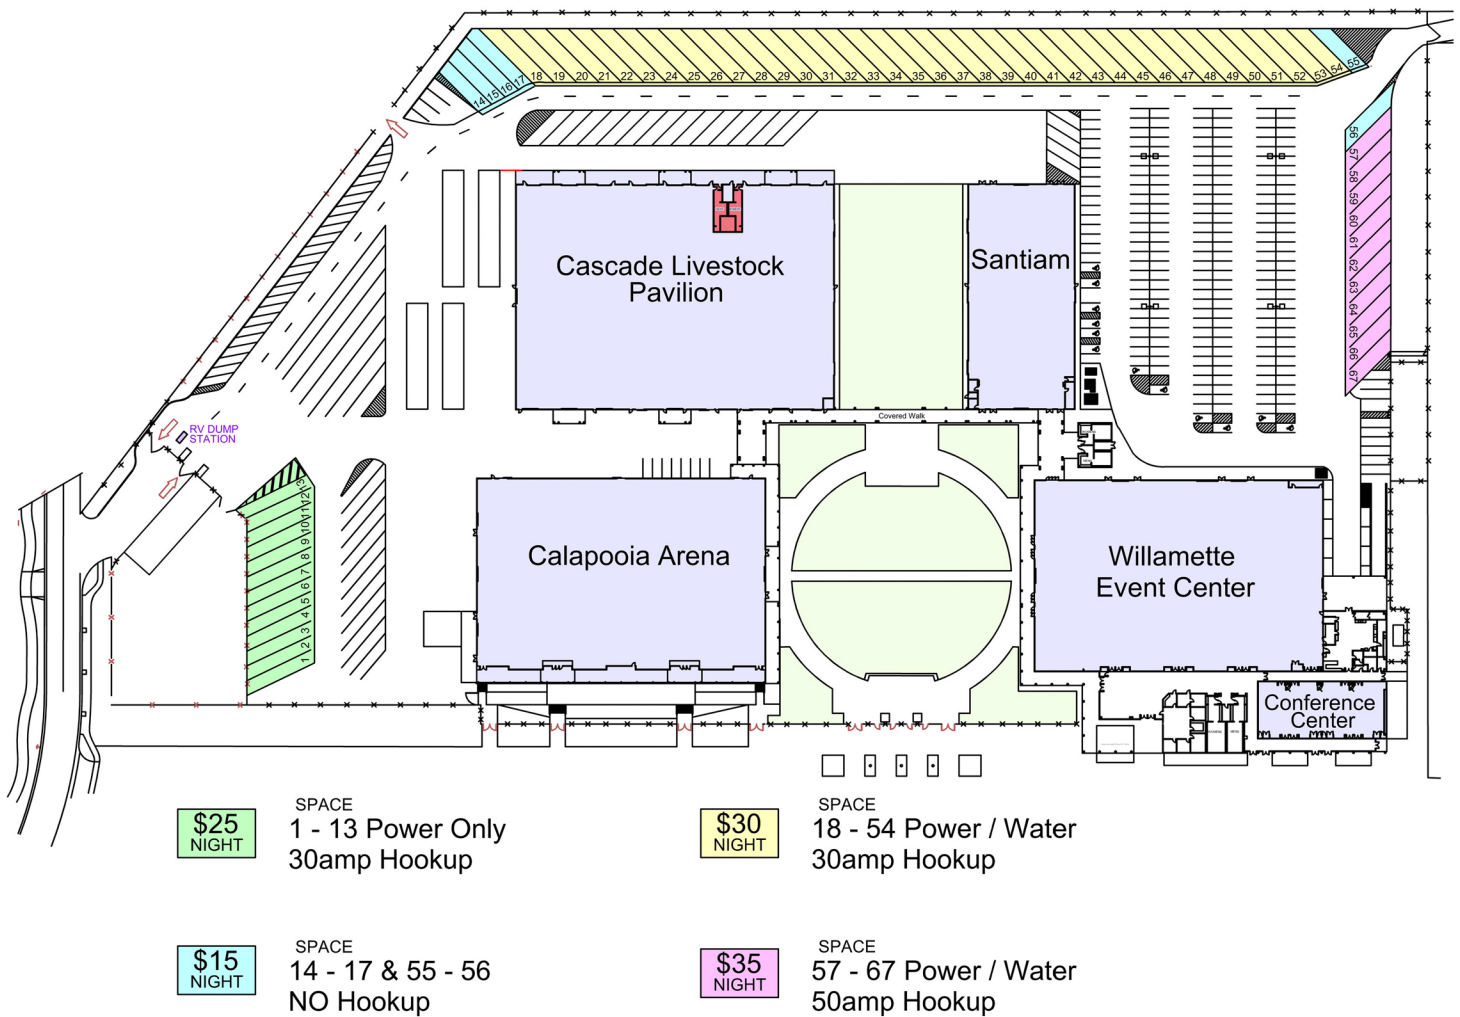 14 15 16 17 18 19 20 21 22 23 24 25 26 27 28 29 30 31 32 33 34 35 36 37 38 39 40 41 42 43 44 45 46 47 48 49 50 51 52 53 54 55
56
57
58
59
60
61
62
63
64
65
66
67
Cascade Livestock
Pavilion
Santiam
Covered Walk
RV DUMP
STATION
13
12
11
10
9
8
7
6
5
4
3
2
1
Calapooia Arena
Willamette
Event Center
Conference
Center
$25
NIGHT
SPACE
1 - 13 Power Only
30amp Hookup
$30
NIGHT
SPACE
18 - 54 Power / Water
30amp Hookup
$15
NIGHT
SPACE
14 - 17 & 55 - 56
NO Hookup
$35
NIGHT
SPACE
57 - 67 Power / Water
50amp Hookup